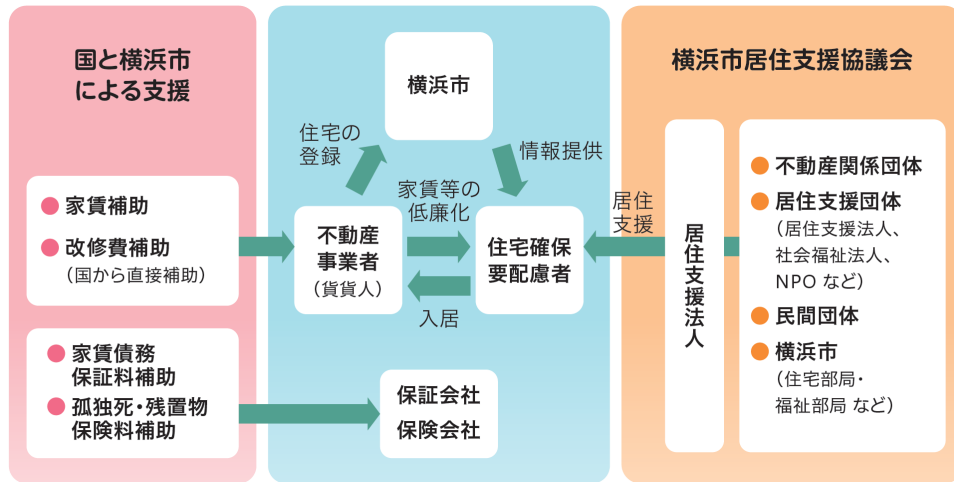 国と横浜市
による支援
家賃補助
改修費補助
（国から直接補助）
家賃債務
保証料補助
孤独死・残置物
保険料補助
横浜市
住宅の
登録
情報提供
家賃等の
低廉化
不動産
事業者
（貸貸人）
住宅確保
要配慮者
入居
保証会社
保険会社
横浜市居住支援協議会
居住
支援
居住支援法人
不動産関係団体
居住支援団体
（居住支援法人、
社会福祉法人、
NPO など）
民間団体
横浜市
（住宅部局・
福祉部局 など）